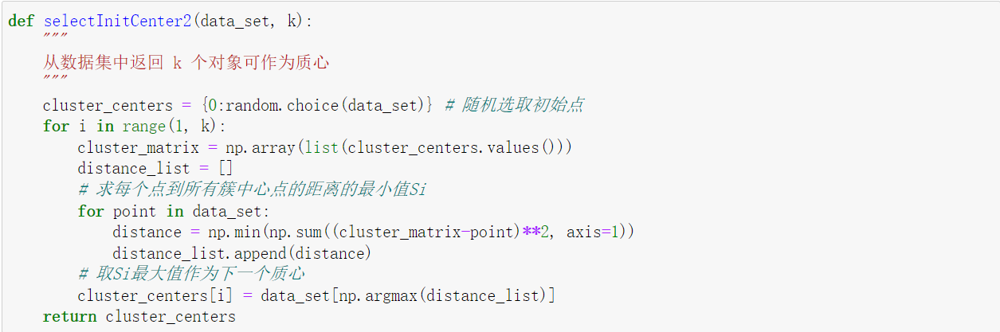 def selectInitCenter2(data_set, k):
    """
    从数据集中返回 k 个对象可作为质心
    """
    cluster_centers = {0:random.choice(data_set)} # 随机选取初始点
    for i in range(1, k):
        cluster_matrix = np.array(list(cluster_centers.values()))
        distance_list = []
        # 求每个点到所有簇中心点的距离的最小值Si
        for point in data_set:
            distance = np.min(np.sum((cluster_matrix-point)**2, axis=1))
            distance_list.append(distance)
        # 取Si最大值作为下一个质心
        cluster_centers[i] = data_set[np.argmax(distance_list)]
    return cluster_centers